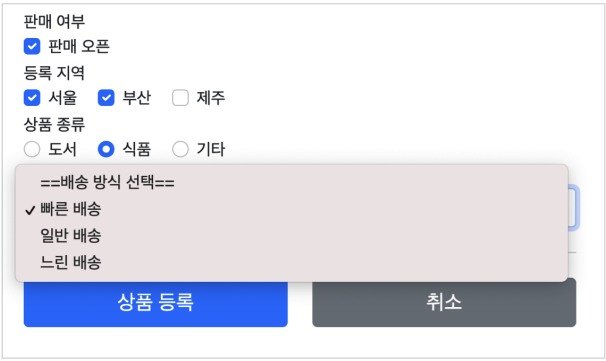 판매 여부
판매 오픈
등록 지역
서울 부산 제주
상품 종류
도서 식품 기타
==배송 방식 선택==
빠른 배송
일반 배송
느린 배송
상품 등록 취소